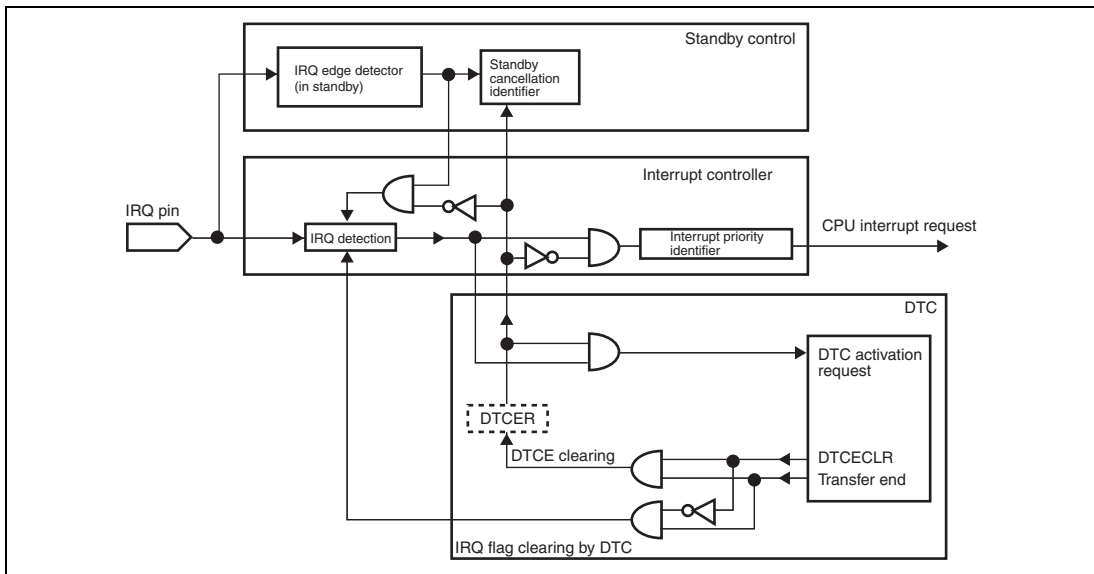 Standby control
IRQ edge detector
(in standby)
Standby
cancellation
identifier
Interrupt controller
IRQ pin
IRQ detection
Interrupt priority
identifier
CPU interrupt request
DTC
DTC activation
request
DTCER
DTCE clearing
DTCECLR
Transfer end
IRQ flag clearing by DTC